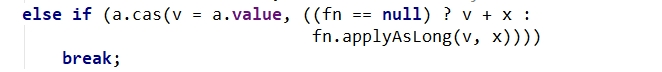 else if (a.cas(v = a.value, ((fn == null) ? v + x :
fn.applyAsLong(v, x))))
break;